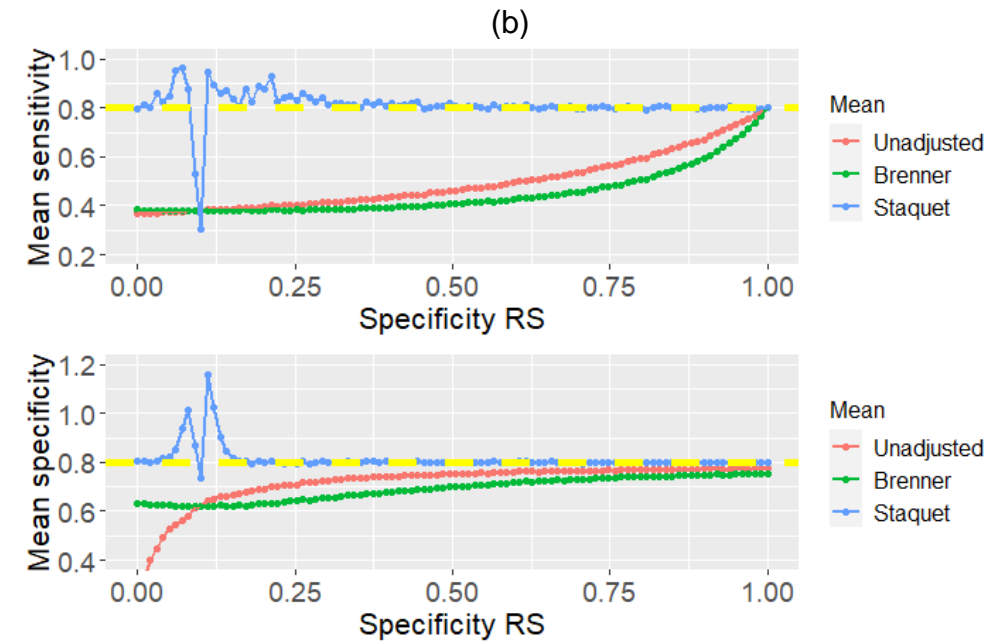 (b)
Mean sensitivity
1.0
0.8
0.6
0.4
0.2
0.00 0.25 0.50 0.75 1.00
Specificity RS
Mean
Unadjusted
Brenner
Staquet
Mean specificity
1.2
1.0
0.8
0.6
0.4
0.00 0.25 0.50 0.75 1.00
Specificity RS
Mean
Unadjusted
Brenner
Staquet